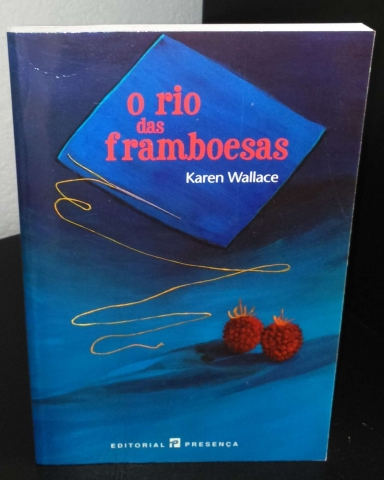 o rio
das
framboesas
Karen Wallace
EDITORIAL PRESENÇA